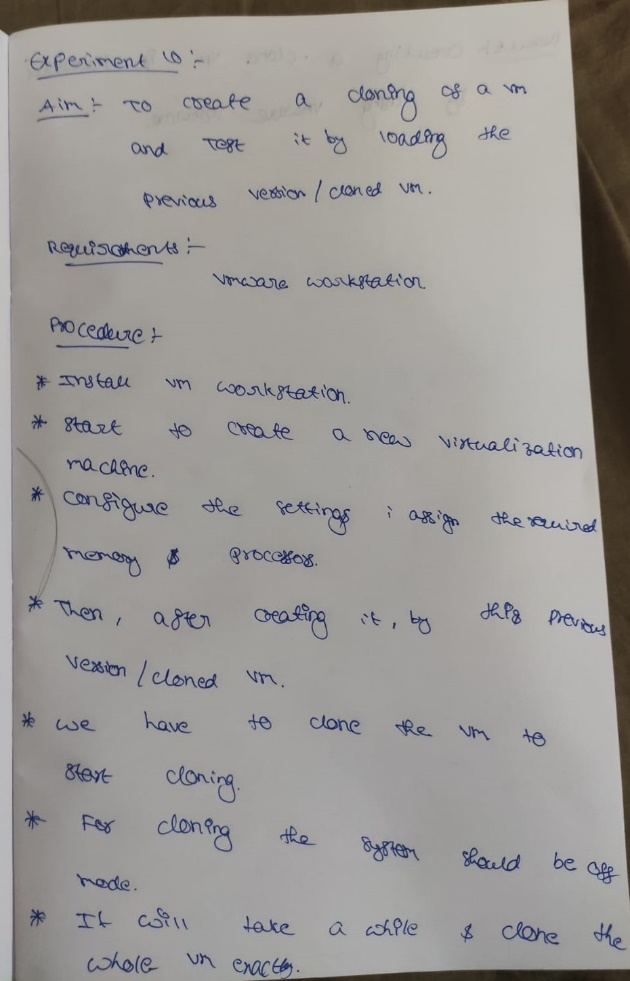 Experiment 10 :-
Aim :- To create a cloning of a vm
and Test it by loading the
previous version / cloned vm.
Requirements :-
Vmware workstation
Procedure :-
* Install vm workstation.
* Start to create a new virtualization
machine.
* Configure the settings ; assign the required
memory & processors.
* Then, after creating it, by this previous
version / cloned vm.
* we have to clone the vm to
start cloning.
* For cloning the system should be off
mode.
* It will take a while & clone the
whole vm exactly.